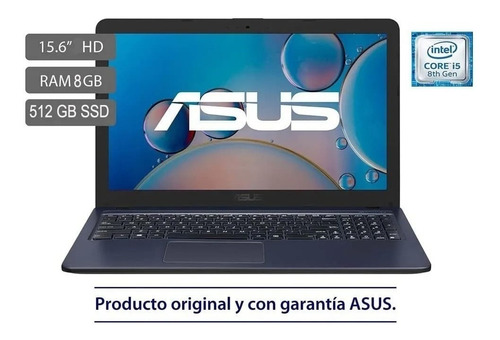 15.6" HD
RAM 8GB
512 GB SSD
intel
CORE i5
8th Gen
ASUS
ASUS
Producto original y con garantía ASUS.